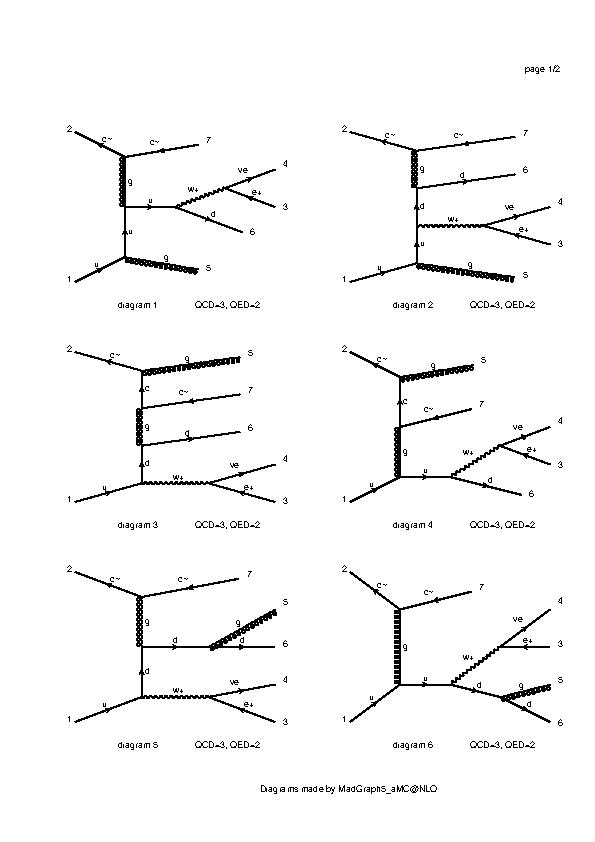 page 1/2
2
c~
c~
7
g
4
ve
w+
e+
3
u
d
6
u
u
g
1
5
diagram 1 QCD=3, QED=2
2
c~
c~
7
g
d
6
d
ve
4
w+
e+
3
u
u
g
1
5
diagram 2 QCD=3, QED=2
2
c~
g
5
c
c~
7
g
d
6
d
ve
4
w+
u
e+
1
3
diagram 3 QCD=3, QED=2
2
c~
g
5
c
c~
7
g
ve
4
w+
e+
3
u
u
d
1
6
diagram 4 QCD=3, QED=2
2
c~
c~
7
g
g
5
d
d
6
d
ve
4
w+
u
e+
1
3
diagram 5 QCD=3, QED=2
2
c~
c~
7
g
ve
4
e+
3
w+
u
u
d
g
5
d
1
6
diagram 6 QCD=3, QED=2
Diagrams made by MadGraph5_aMC@NLO